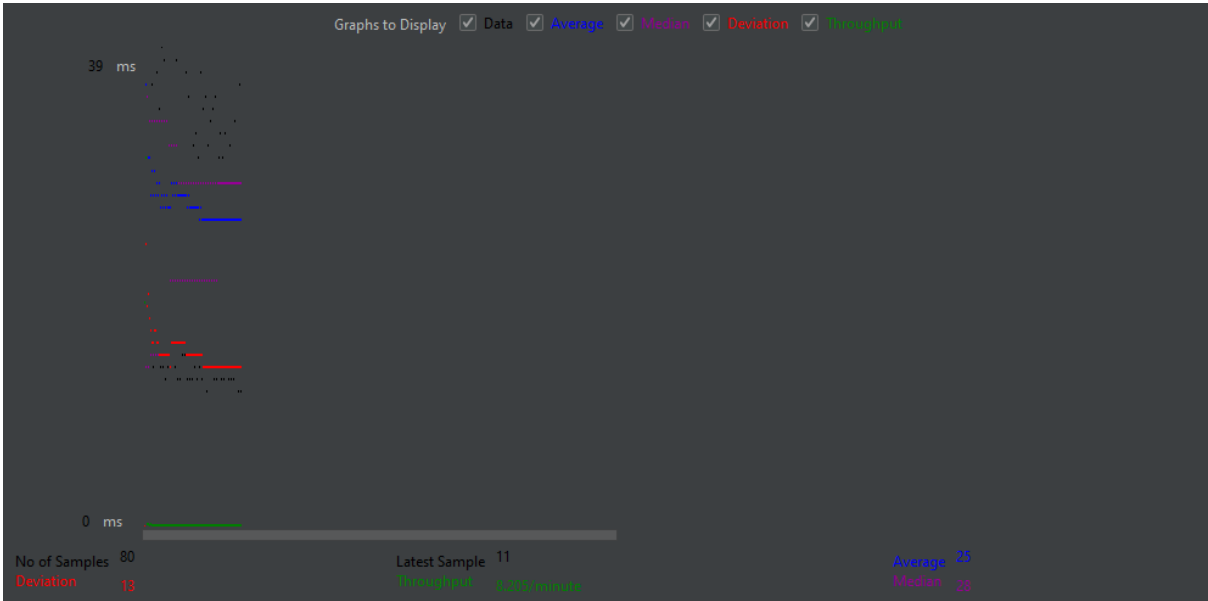 Graphs to Display Data Average Median Deviation Throughput
39 ms
0 ms
No of Samples 80 Latest Sample 11 Average 25
Deviation 13 Throughput 8.205/minute Median 28